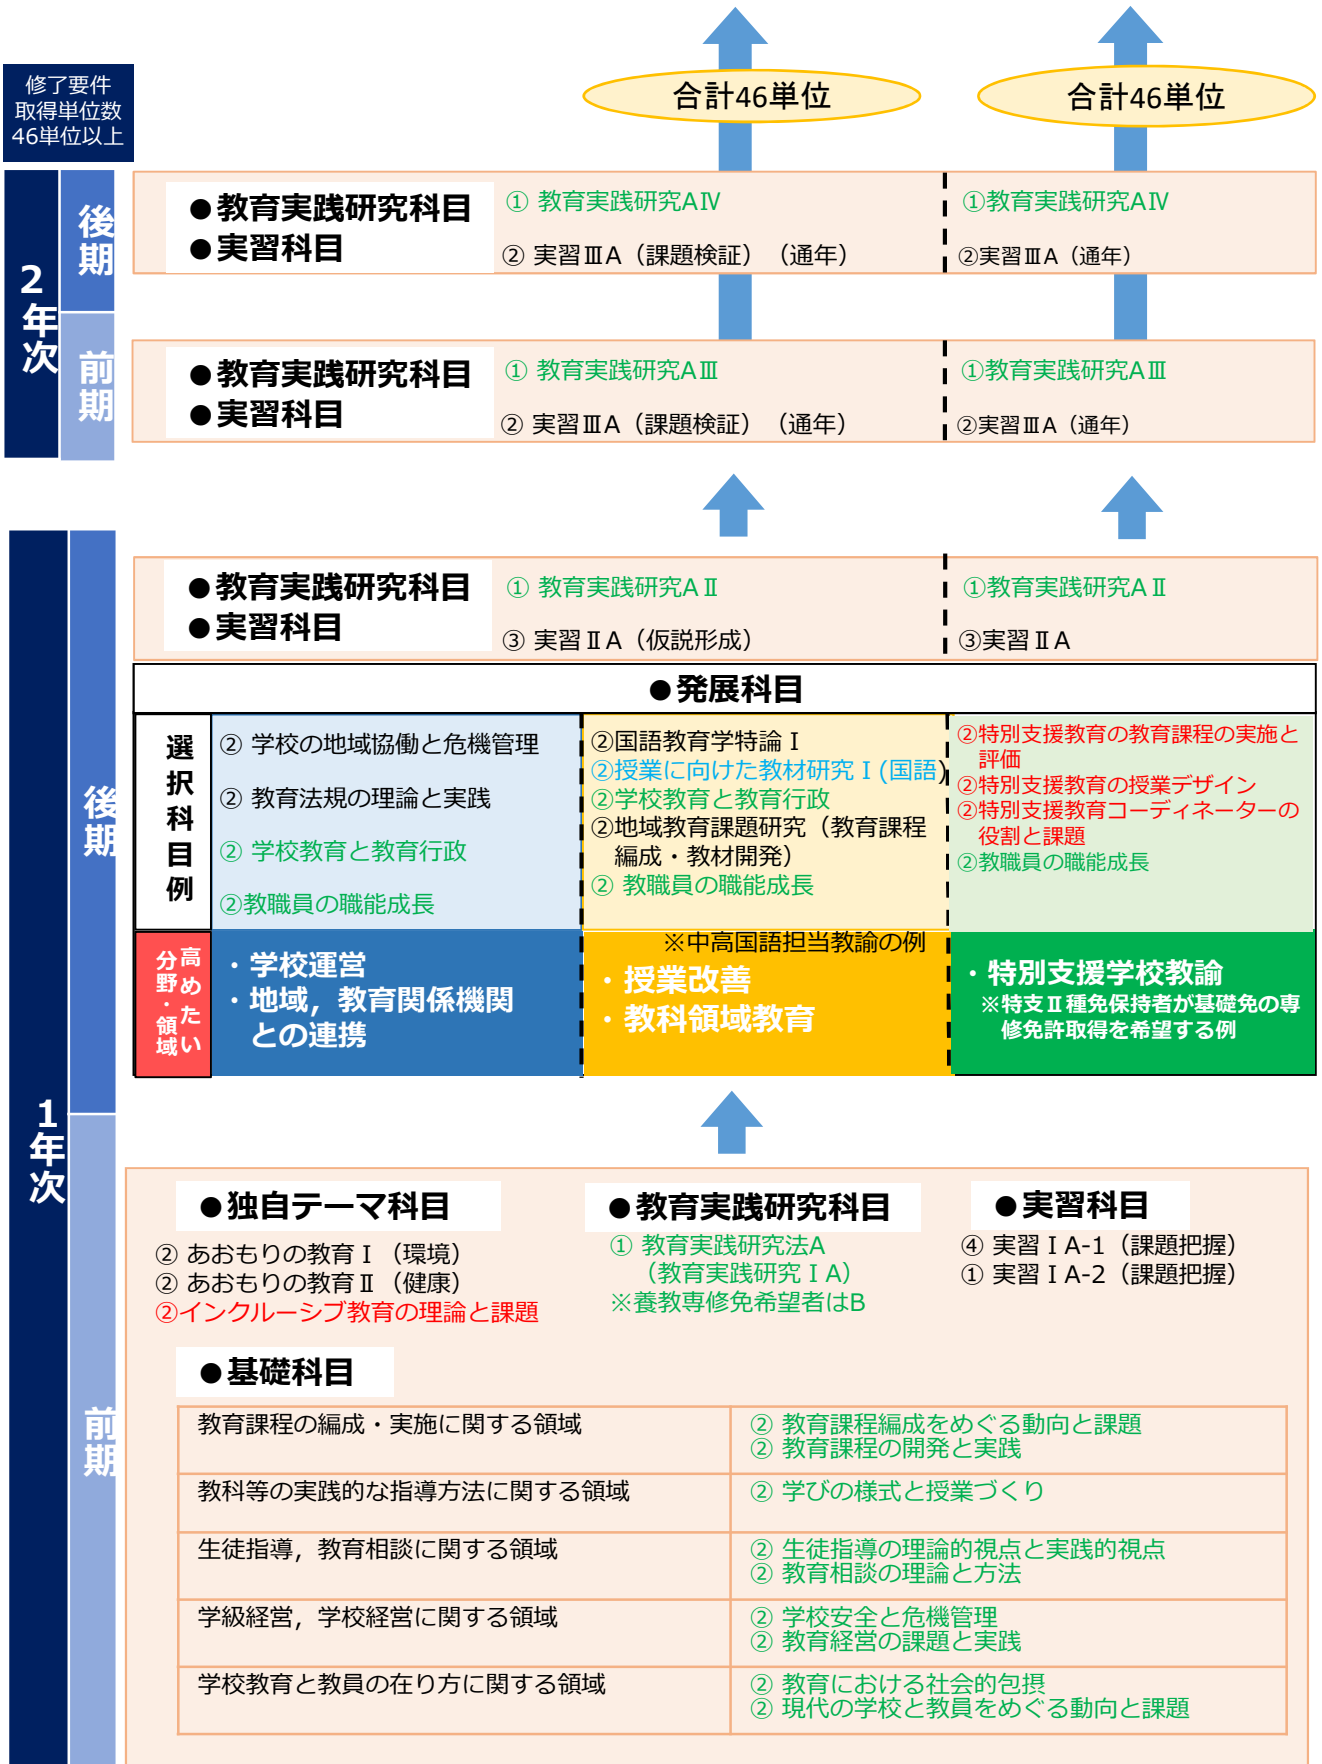 修了要件
取得単位数
46単位以上
合計46単位
合計46単位
2年次
後期
●教育実践研究科目
●実習科目
① 教育実践研究AⅣ
② 実習ⅢA（課題検証）（通年）
①教育実践研究AⅣ
②実習ⅢA（通年）
前期
●教育実践研究科目
●実習科目
① 教育実践研究AⅢ
② 実習ⅢA（課題検証）（通年）
①教育実践研究AⅢ
②実習ⅢA（通年）
1年次
後期
●教育実践研究科目
●実習科目
① 教育実践研究AⅡ
③ 実習ⅡA（仮説形成）
①教育実践研究AⅡ
③実習ⅡA
●発展科目
選択科目例
② 学校の地域協働と危機管理
② 教育法規の理論と実践
② 学校教育と教育行政
②教職員の職能成長
②国語教育学特論Ⅰ
②授業に向けた教材研究Ⅰ(国語)
②学校教育と教育行政
②地域教育課題研究（教育課程
編成・教材開発）
② 教職員の職能成長
②特別支援教育の教育課程の実施と
評価
②特別支援教育の授業デザイン
②特別支援教育コーディネーターの
役割と課題
②教職員の職能成長
高めたい
分野・領域
・学校運営
・地域，教育関係機関
との連携
※中高国語担当教諭の例
・授業改善
・教科領域教育
・特別支援学校教諭
※特支Ⅱ種免保持者が基礎免の専
修免許取得を希望する例
前期
●独自テーマ科目
② あおもりの教育Ⅰ（環境）
② あおもりの教育Ⅱ（健康）
②インクルーシブ教育の理論と課題
●教育実践研究科目
① 教育実践研究法A
（教育実践研究ⅠA）
※養教専修免希望者はB
●実習科目
④ 実習ⅠA-1（課題把握）
① 実習ⅠA-2（課題把握）
●基礎科目
教育課程の編成・実施に関する領域
② 教育課程編成をめぐる動向と課題
② 教育課程の開発と実践
教科等の実践的な指導方法に関する領域
② 学びの様式と授業づくり
生徒指導，教育相談に関する領域
② 生徒指導の理論的視点と実践的視点
② 教育相談の理論と方法
学級経営，学校経営に関する領域
② 学校安全と危機管理
② 教育経営の課題と実践
学校教育と教員の在り方に関する領域
② 教育における社会的包摂
② 現代の学校と教員をめぐる動向と課題